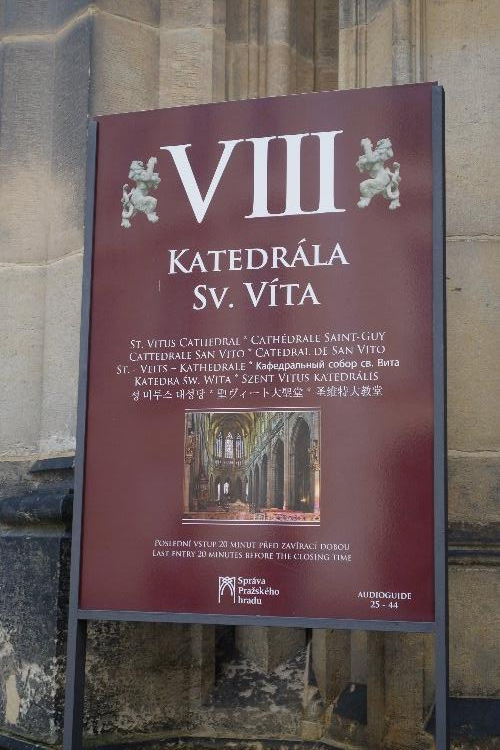 VIII
KATEDRÁLA
SV. VÍTA
ST. VITUS CATHEDRAL * CATHÉDRALE SAINT-GUY
CATTEDRALE SAN VITO * CATEDRAL DE SAN VITO
ST. - VEITS - KATHEDRALE * Кафедральный собор св. Вита
KATEDRA ŚW. WITA * SZENT VITUS KATEDRÁLIS
성 비투스 대성당 * 聖ヴィート大聖堂 * 圣维特大教堂
POSLEDNÍ VSTUP 20 MINUT PŘED ZAVÍRACÍ DOBOU
LAST ENTRY 20 MINUTES BEFORE THE CLOSING TIME
Správa
Pražského
hradu
AUDIOGUIDE
25 - 44